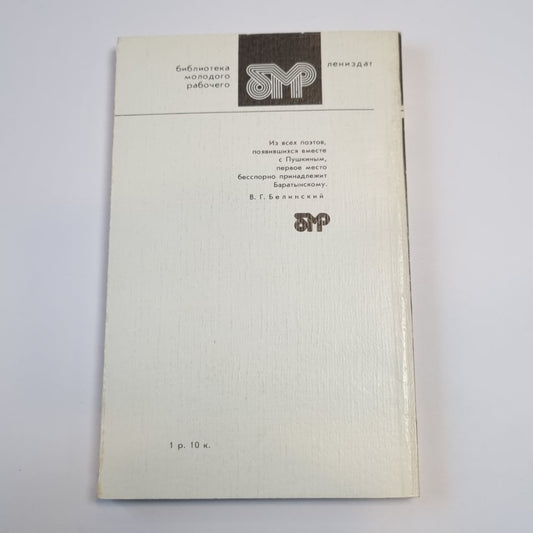 библиотека
молодого
рабочего
бмр
лениздат
Из всех поэтов,
появившихся вместе
с Пушкиным,
первое место
бесспорно принадлежит
Баратынскому.
В. Г. Белинский
бмр
1 р. 10 к.